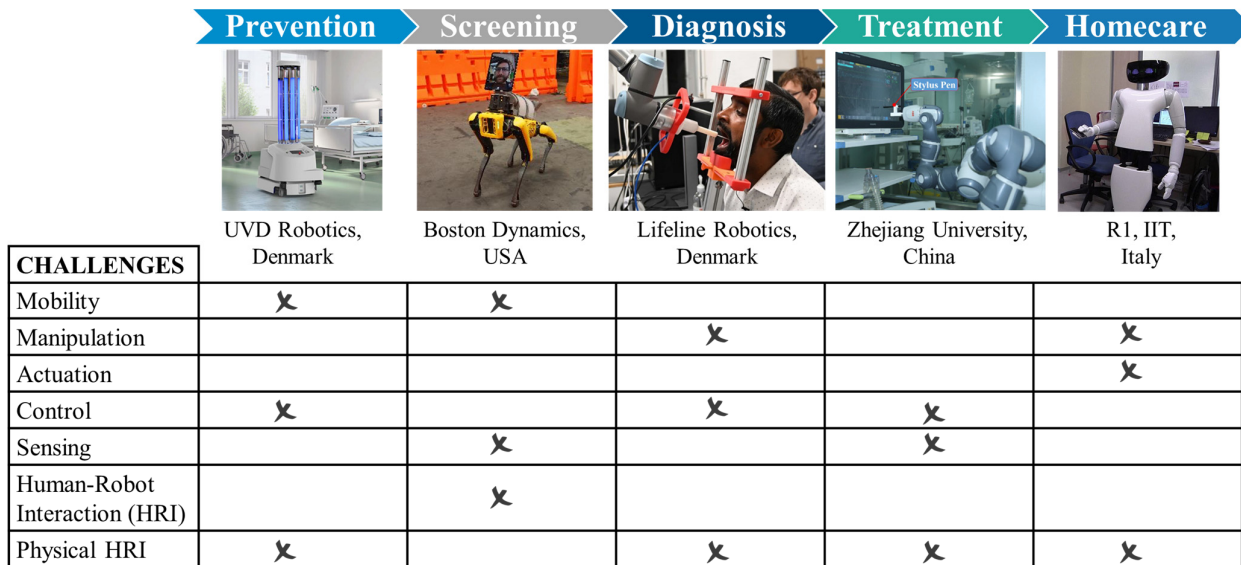 Prevention
Screening
Diagnosis
Treatment
Homecare
Stylus Pen
UVD Robotics,
Denmark
Boston Dynamics,
USA
Lifeline Robotics,
Denmark
Zhejiang University,
China
R1, IIT,
Italy
CHALLENGES
Mobility
Manipulation
Actuation
Control
Sensing
Human-Robot
Interaction (HRI)
Physical HRI